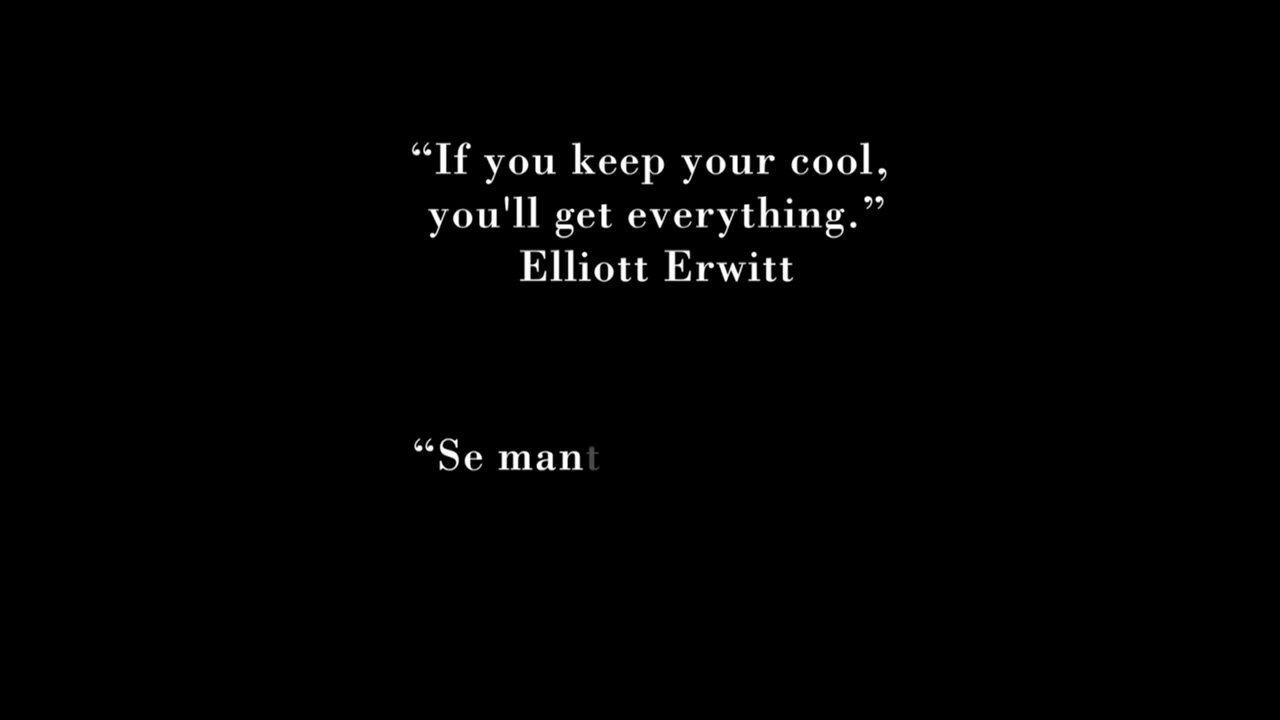 “If you keep your cool,
you'll get everything.”
Elliott Erwitt
“Se mant